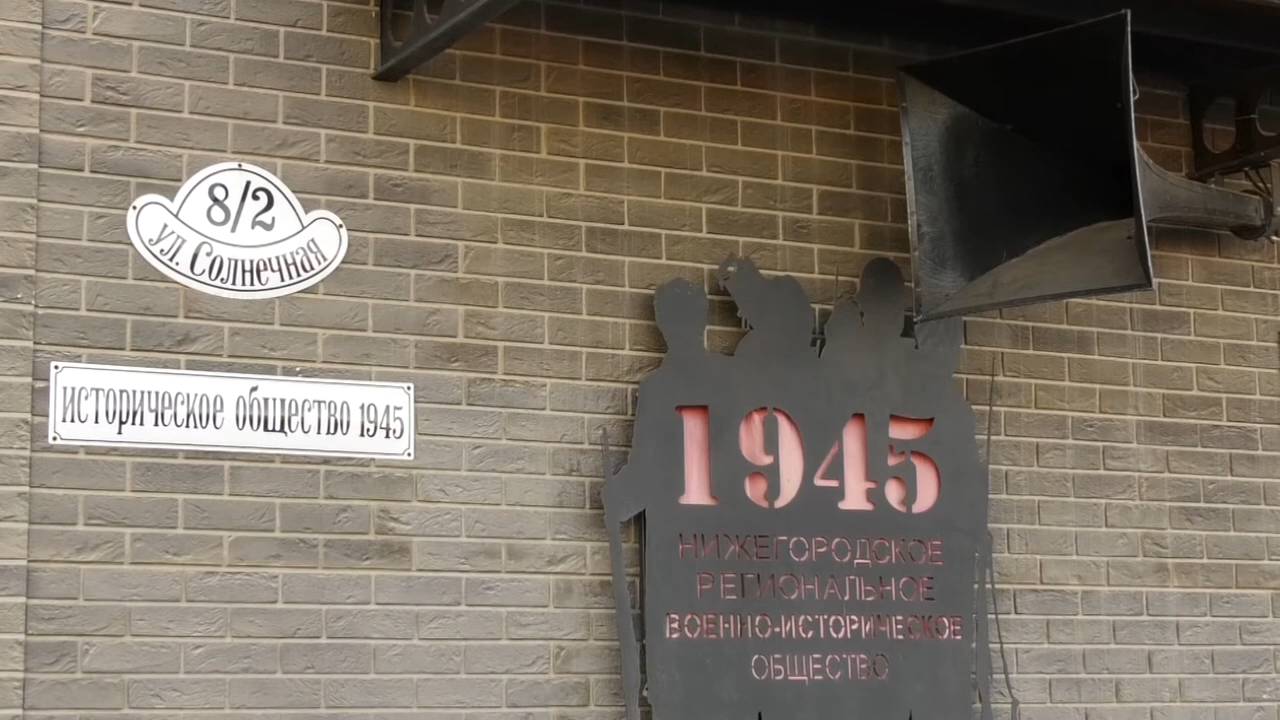 8/2
ул. Солнечная
историческое общество 1945
1945
НИЖЕГОРОДСКОЕ
РЕГИОНАЛЬНОЕ
ВОЕННО-ИСТОРИЧЕСКОЕ
ОБЩЕСТВО